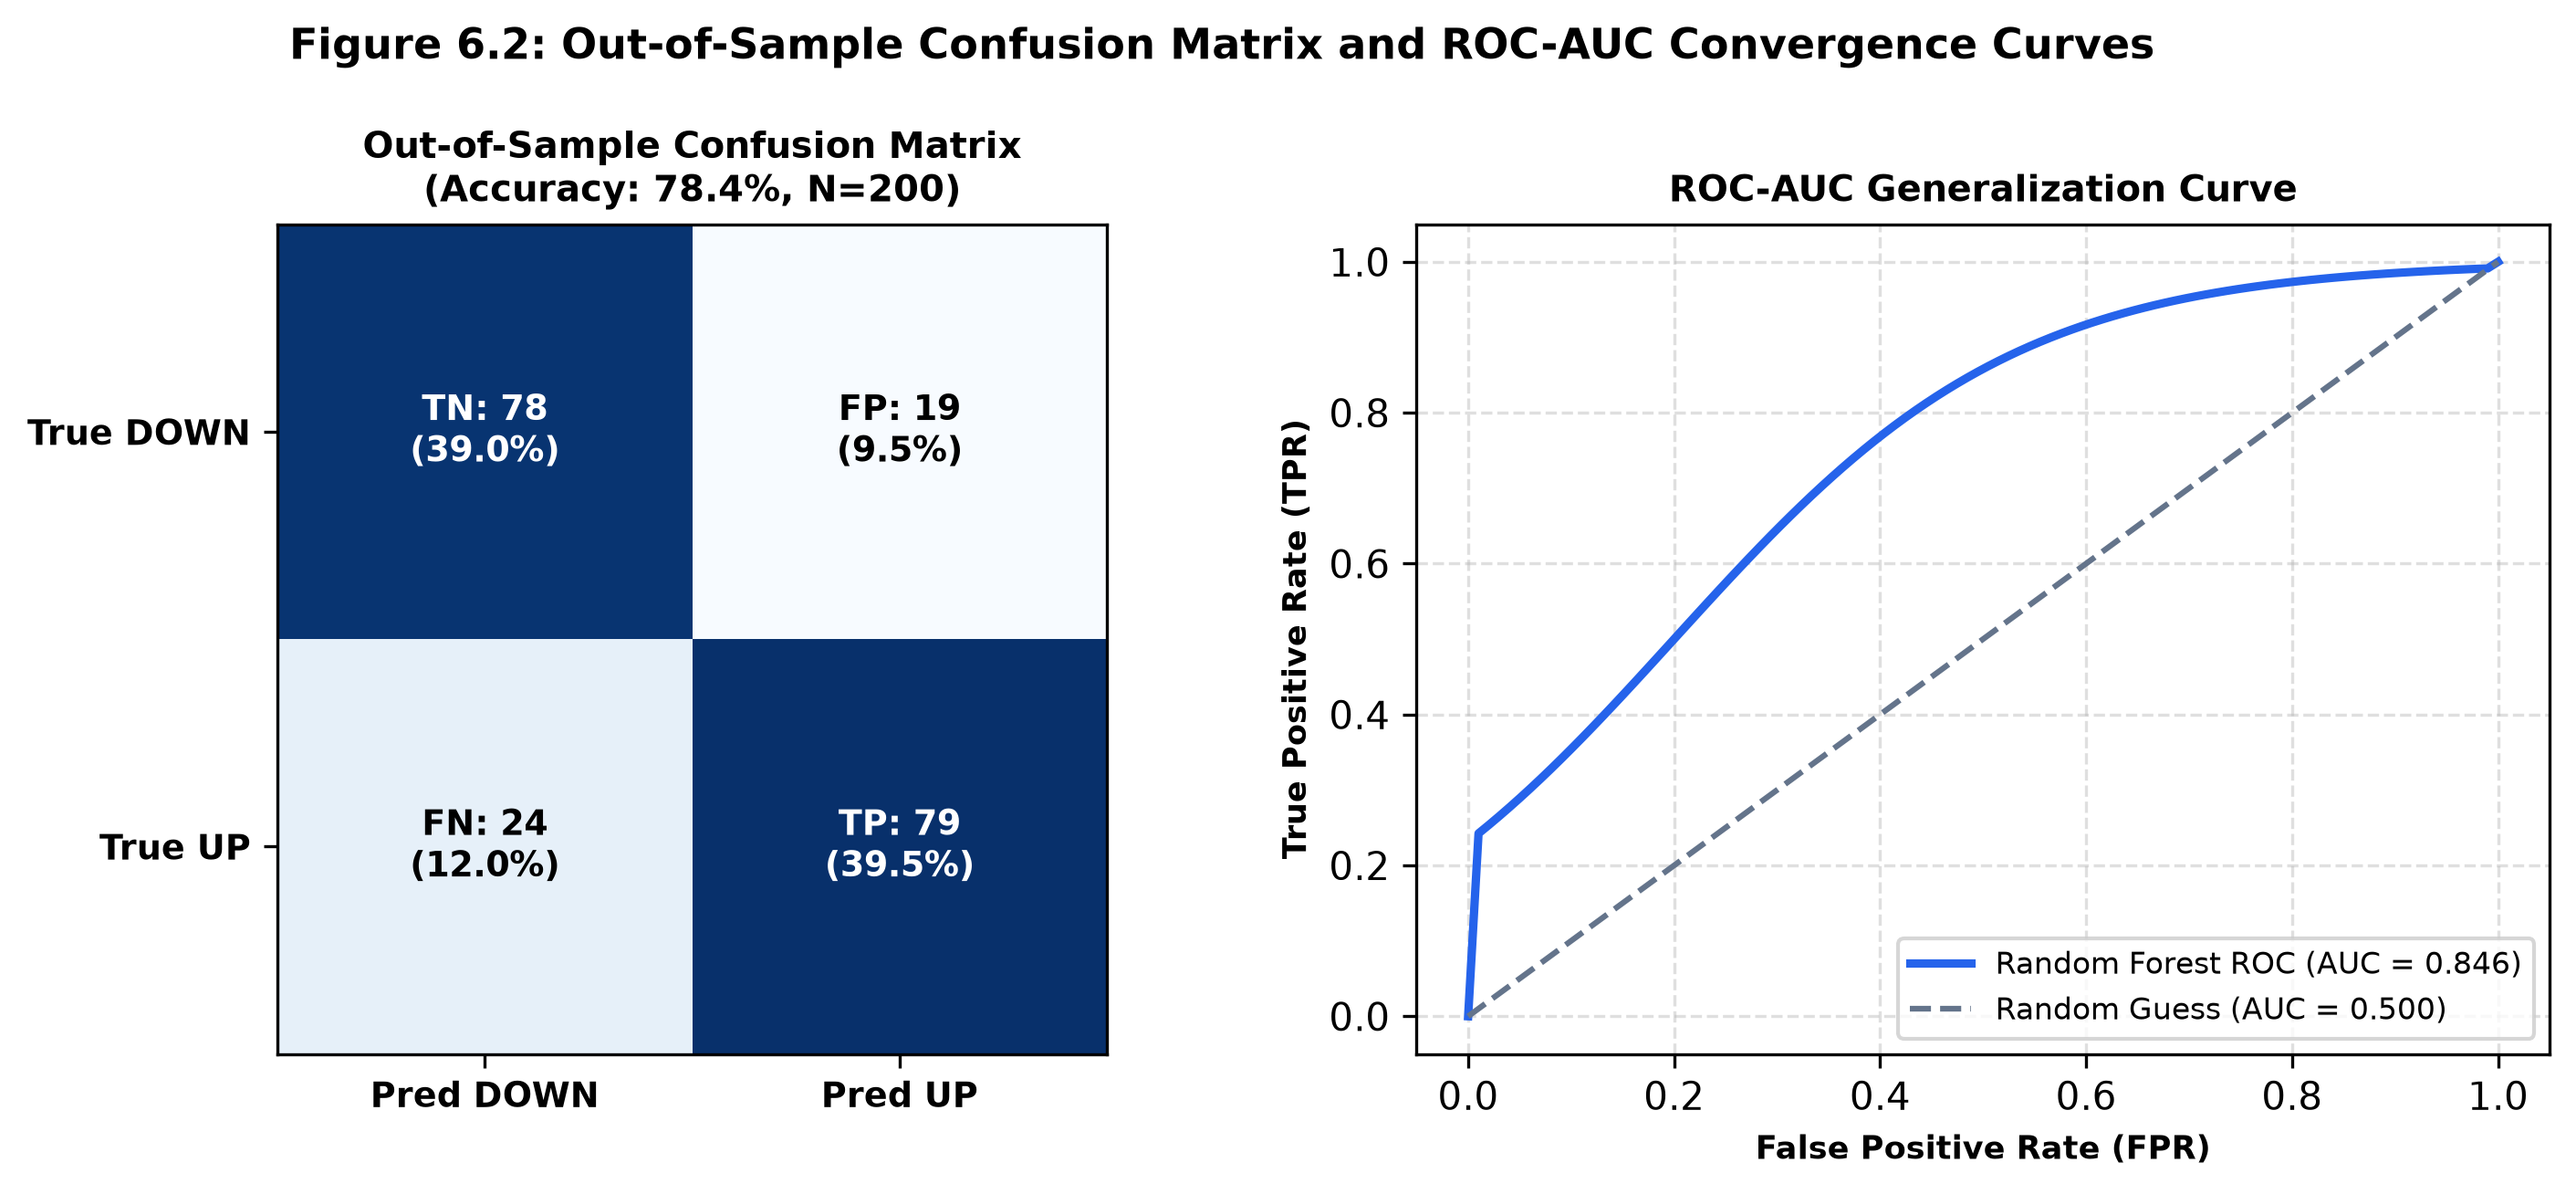 Figure 6.2: Out-of-Sample Confusion Matrix and ROC-AUC Convergence Curves
Out-of-Sample Confusion Matrix
(Accuracy: 78.4%, N=200)
True DOWN
True UP
TN: 78
(39.0%)
FP: 19
(9.5%)
FN: 24
(12.0%)
TP: 79
(39.5%)
Pred DOWN
Pred UP
ROC-AUC Generalization Curve
True Positive Rate (TPR)
1.0
0.8
0.6
0.4
0.2
0.0
Random Forest ROC (AUC = 0.846)
Random Guess (AUC = 0.500)
0.0
0.2
0.4
0.6
0.8
1.0
False Positive Rate (FPR)